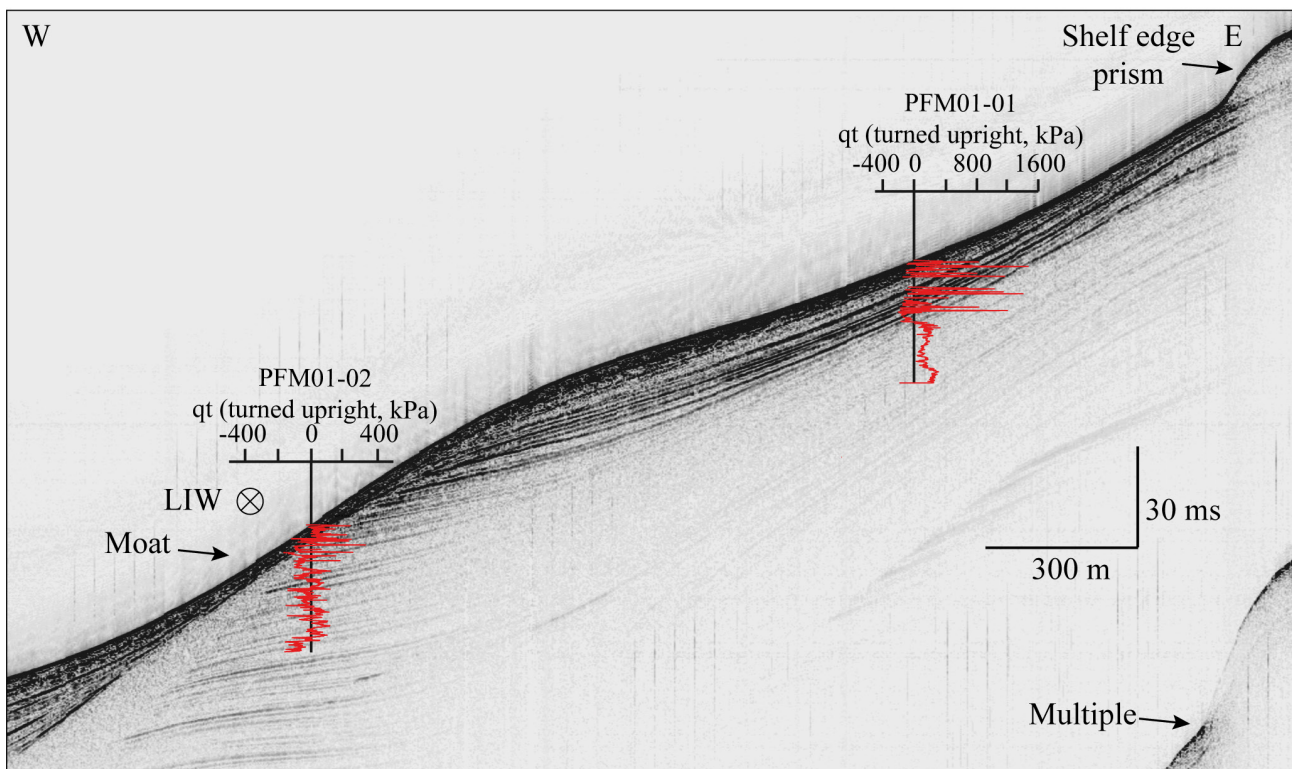 W
Shelf edge E
prism
PFM01-01
qt (turned upright, kPa)
-400 0 800 1600
PFM01-02
qt (turned upright, kPa)
-400 0 400
LIW
Moat
30 ms
300 m
Multiple